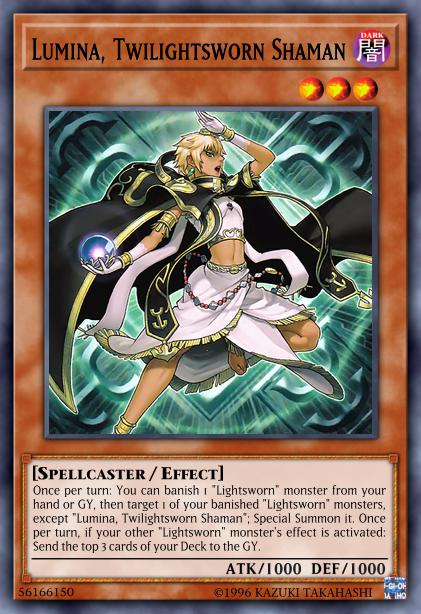 Lumina, Twilightsworn Shaman
DARK
闇
[Spellcaster / Effect]
Once per turn: You can banish 1 "Lightsworn" monster from your
hand or GY, then target 1 of your banished "Lightsworn" monsters,
except "Lumina, Twilightsworn Shaman"; Special Summon it. Once
per turn, if your other "Lightsworn" monster's effect is activated:
Send the top 3 cards of your Deck to the GY.
ATK/1000 DEF/1000
56166150
©1996 KAZUKI TAKAHASHI